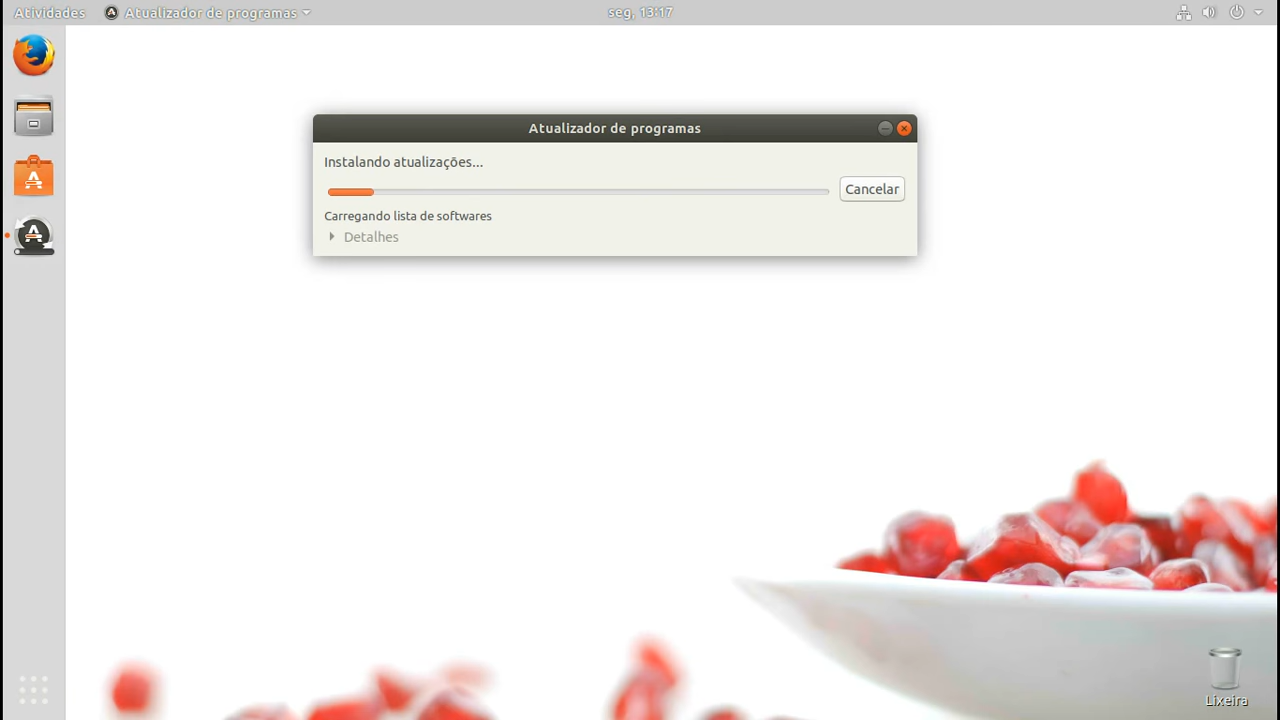 Atividades
Atualizador de programas
seg, 13:17
Atualizador de programas
Instalando atualizações...
Cancelar
Carregando lista de softwares
Detalhes
Lixeira